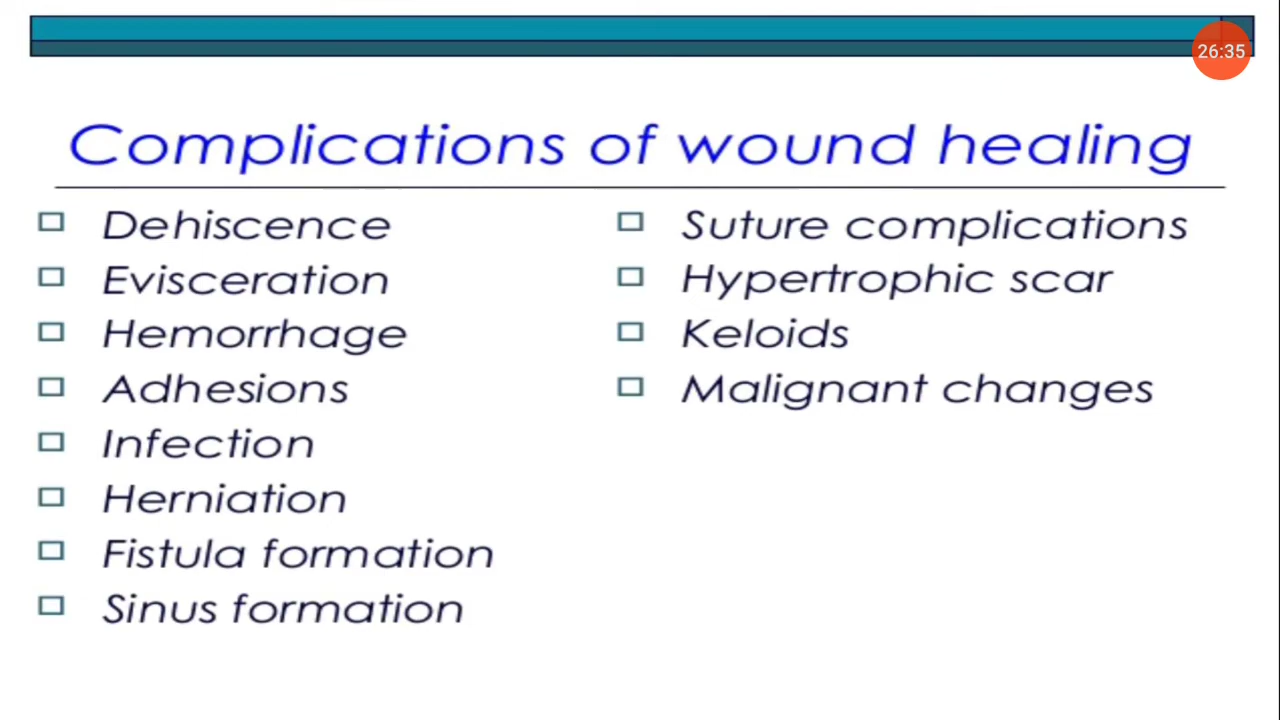 26:35
Complications of wound healing
Dehiscence
Evisceration
Hemorrhage
Adhesions
Infection
Herniation
Fistula formation
Sinus formation
Suture complications
Hypertrophic scar
Keloids
Malignant changes